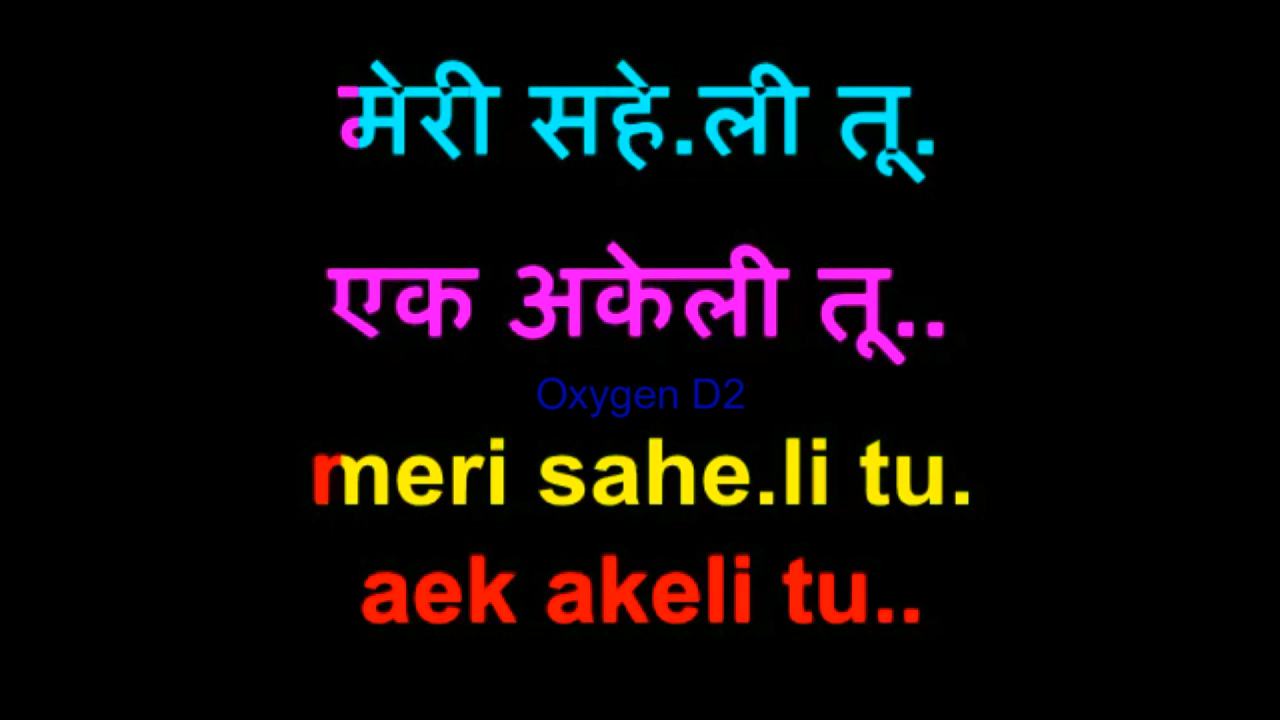 मेरी सहे.ली तू.
एक अकेली तू..
Oxygen D2
meri sahe.li tu.
aek akeli tu..